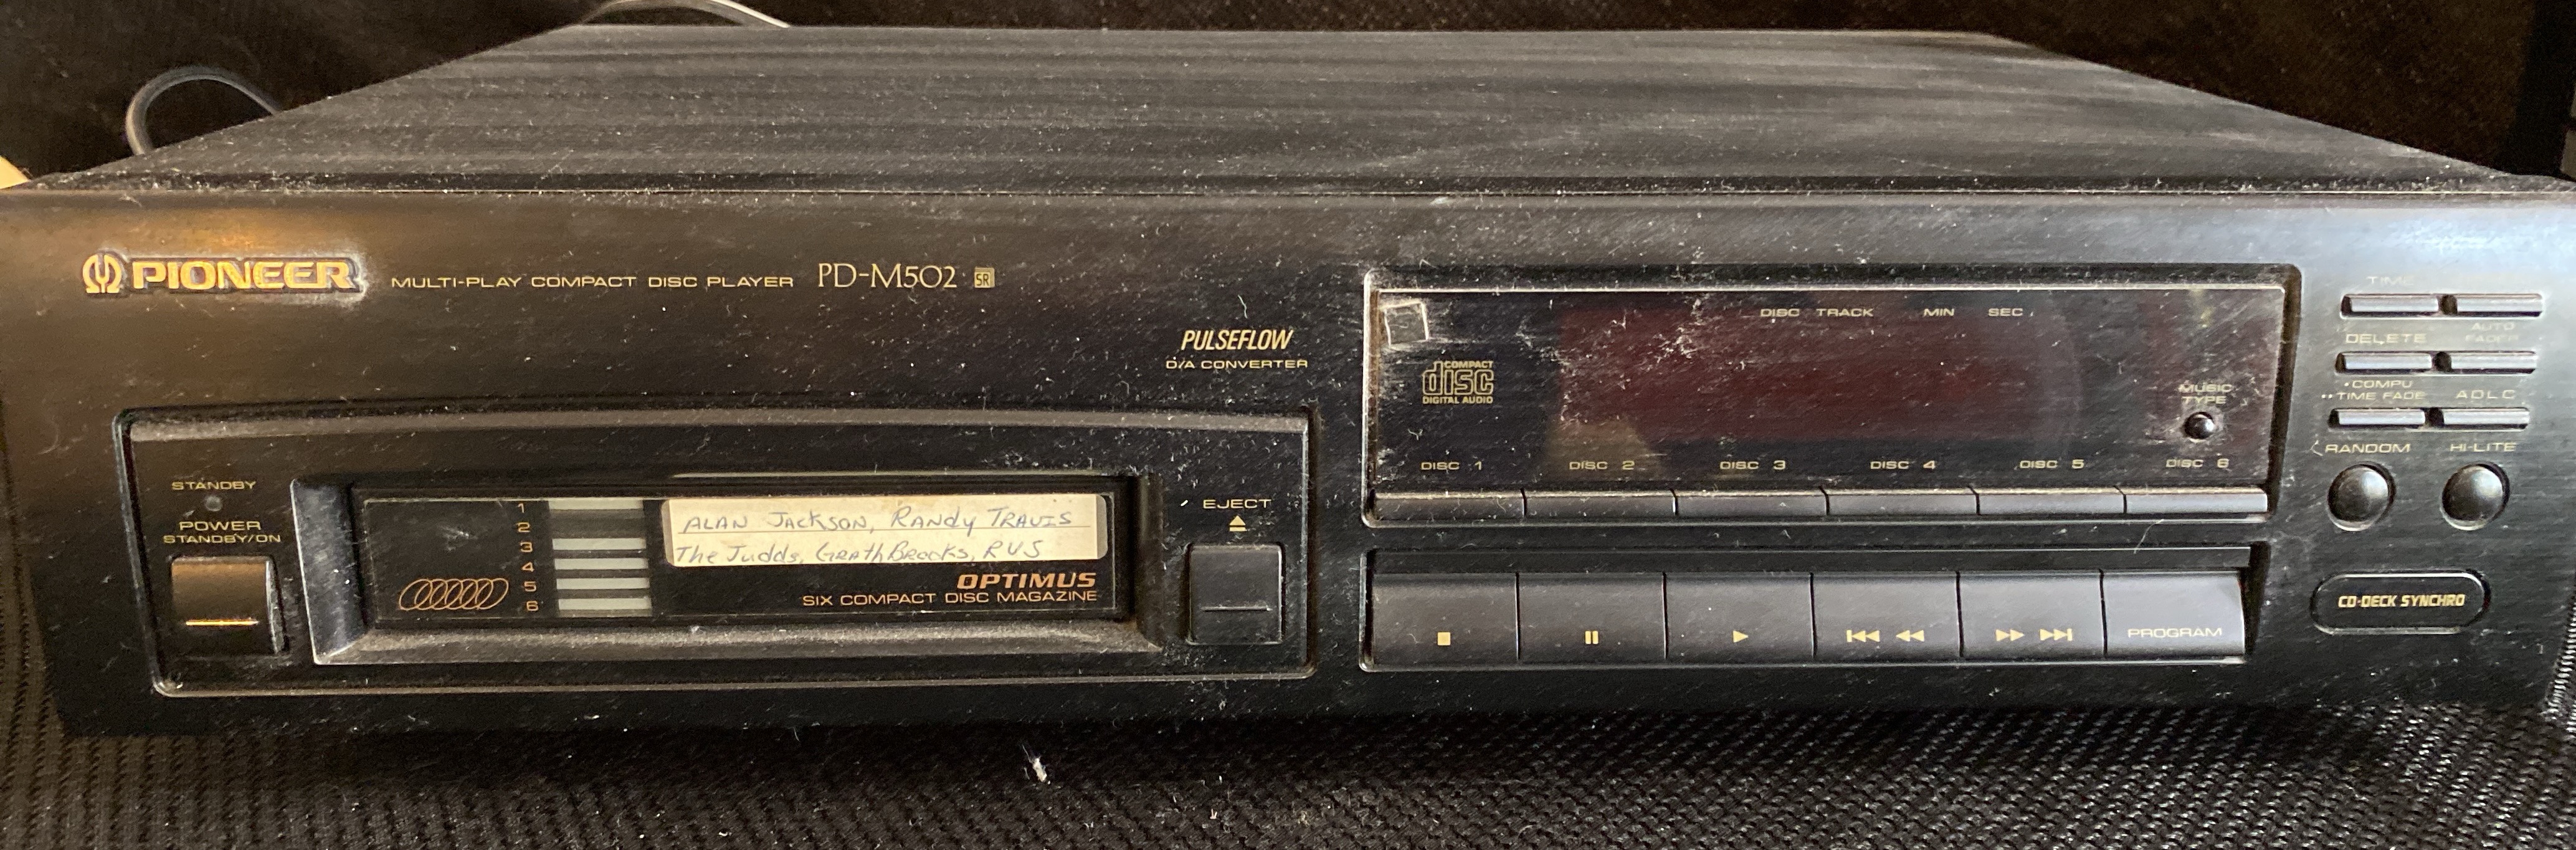 PIONEER MULTI-PLAY COMPACT DISC PLAYER PD-M502 SR
PULSEFLOW
D/A CONVERTER
STANDBY
POWER
STANDBY/ON
1
2
3
4
5
6
ALAN JACKSON, RANdy TRAVIS
The Judds, GRAth Brooks, RVS
OPTIMUS
SIX COMPACT DISC MAGAZINE
EJECT
DISC TRACK MIN SEC
COMPACT
disc
DIGITAL AUDIO
MUSIC
TYPE
DISC 1 DISC 2 DISC 3 DISC 4 DISC 5 DISC 6
PROGRAM
TIME
DELETE AUTO
FADER
•COMPU
••TIME FADE ADLC
RANDOM HI-LITE
CD-DECK SYNCHRO